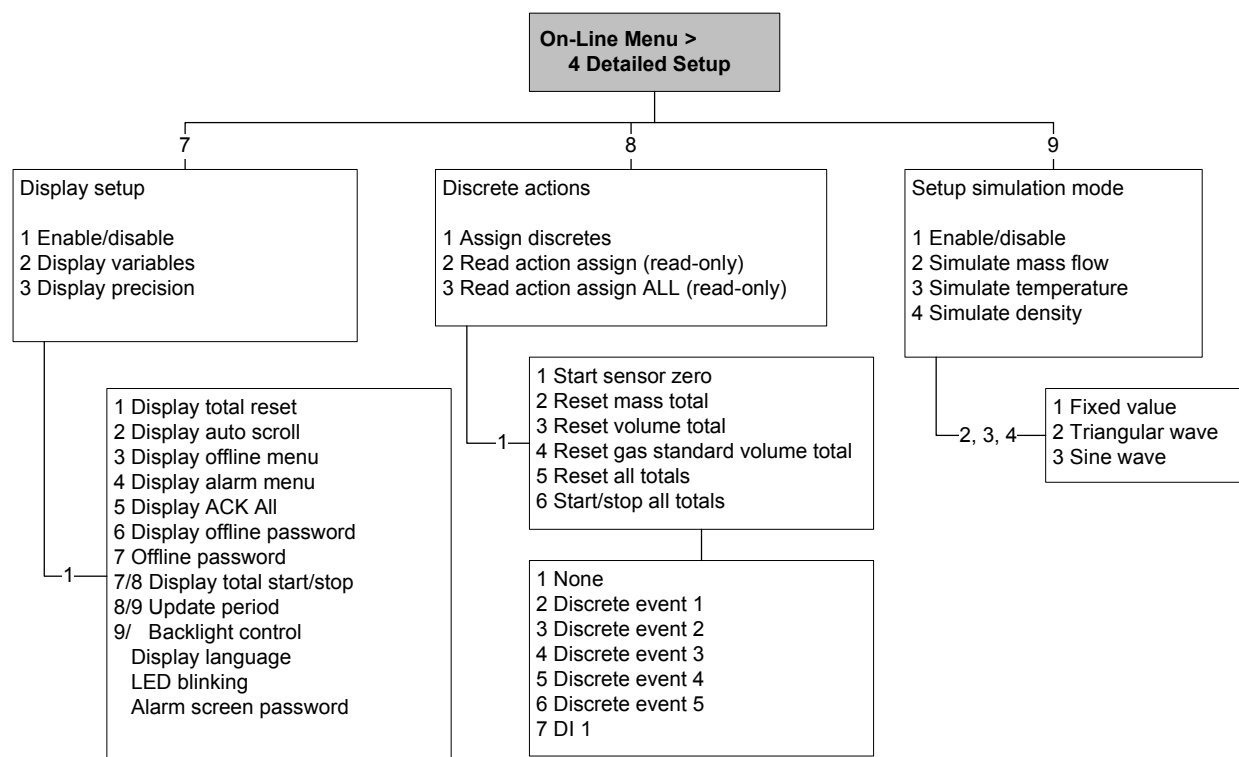 On-Line Menu >
4 Detailed Setup
7
8
9
Display setup
1 Enable/disable
2 Display variables
3 Display precision
Discrete actions
1 Assign discretes
2 Read action assign (read-only)
3 Read action assign ALL (read-only)
Setup simulation mode
1 Enable/disable
2 Simulate mass flow
3 Simulate temperature
4 Simulate density
1
1 Display total reset
2 Display auto scroll
3 Display offline menu
4 Display alarm menu
5 Display ACK All
6 Display offline password
7 Offline password
7/8 Display total start/stop
8/9 Update period
9/ Backlight control
Display language
LED blinking
Alarm screen password
1
1 Start sensor zero
2 Reset mass total
3 Reset volume total
4 Reset gas standard volume total
5 Reset all totals
6 Start/stop all totals
1 None
2 Discrete event 1
3 Discrete event 2
4 Discrete event 3
5 Discrete event 4
6 Discrete event 5
7 DI 1
2, 3, 4
1 Fixed value
2 Triangular wave
3 Sine wave